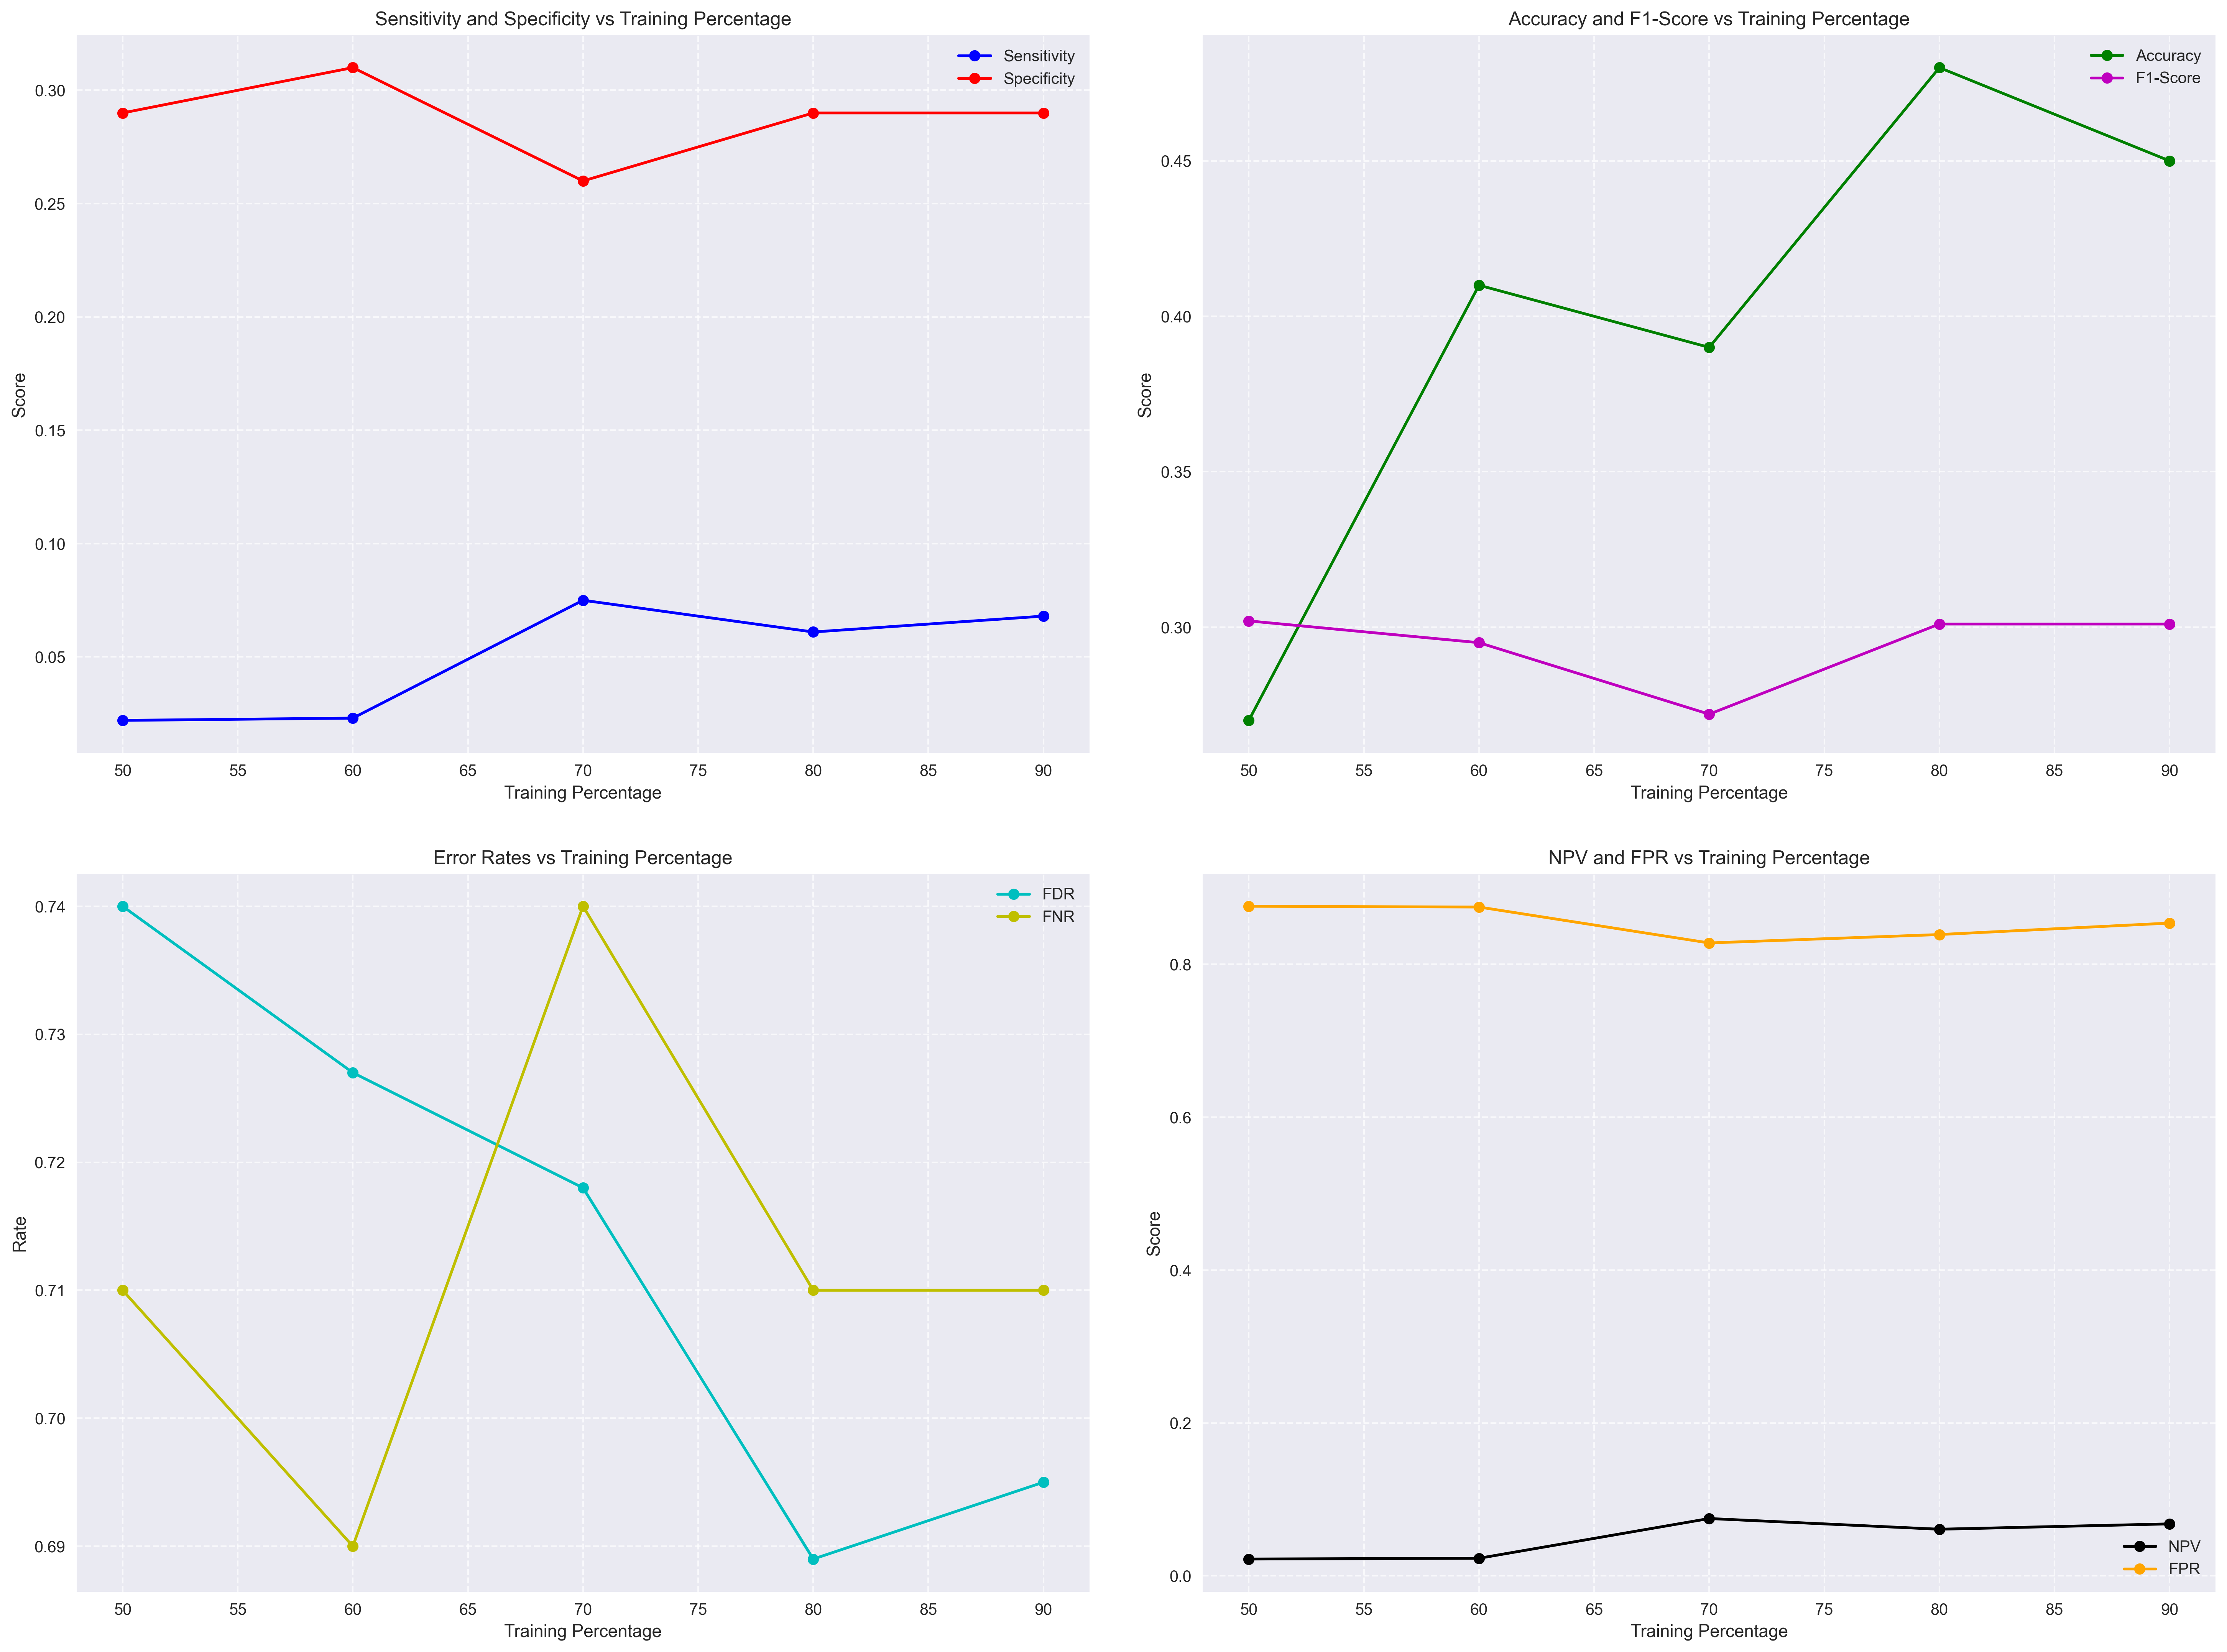 Sensitivity and Specificity vs Training Percentage
Sensitivity
Specificity
0.30
0.25
0.20
0.15
0.10
0.05
Score
50 55 60 65 70 75 80 85 90
Training Percentage
Accuracy and F1-Score vs Training Percentage
Accuracy
F1-Score
0.45
0.40
0.35
0.30
Score
50 55 60 65 70 75 80 85 90
Training Percentage
Error Rates vs Training Percentage
FDR
FNR
0.74
0.73
0.72
0.71
0.70
0.69
Rate
50 55 60 65 70 75 80 85 90
Training Percentage
NPV and FPR vs Training Percentage
0.8
0.6
0.4
0.2
0.0
Score
NPV
FPR
50 55 60 65 70 75 80 85 90
Training Percentage